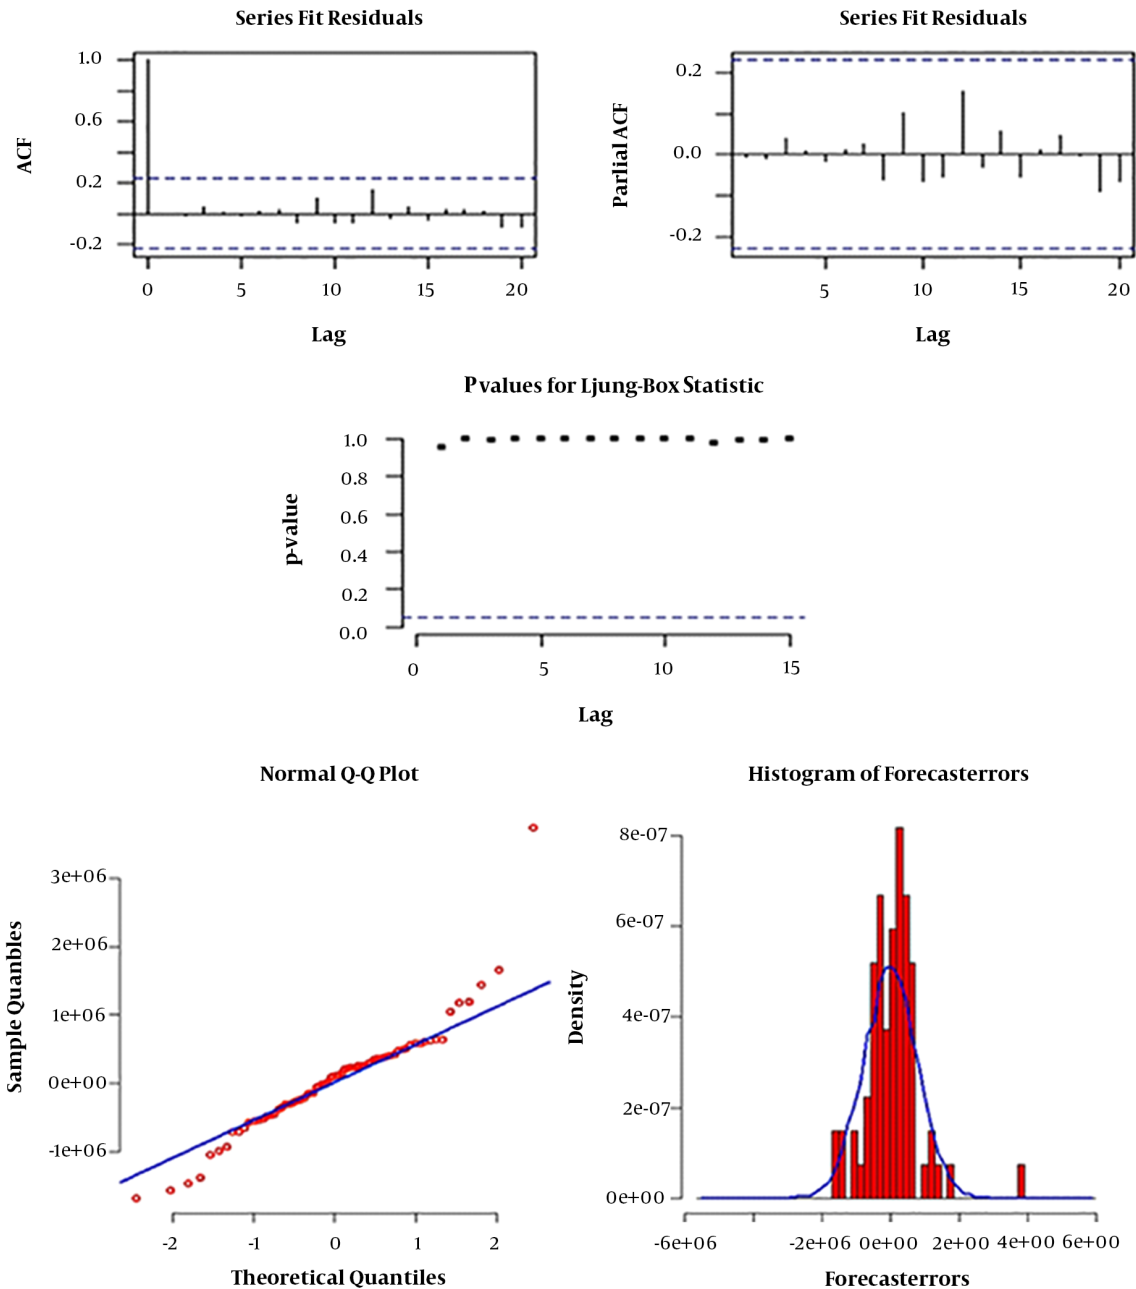 Series Fit Residuals
ACF
1.0
0.6
0.2
-0.2
0 5 10 15 20
Lag
Series Fit Residuals
Parlial ACF
0.2
0.0
-0.2
5 10 15 20
Lag
P values for Ljung-Box Statistic
p-value
1.0
0.8
0.6
0.4
0.2
0.0
0 5 10 15
Lag
Normal Q-Q Plot
Sample Quanbles
3e+06
2e+06
1e+06
0e+00
-1e+06
-2 -1 0 1 2
Theoretical Quantiles
Histogram of Forecasterrors
Density
8e-07
6e-07
4e-07
2e-07
0e+00
-6e+06 -2e+06 0e+00 2e+00 4e+00 6e+00
Forecasterrors